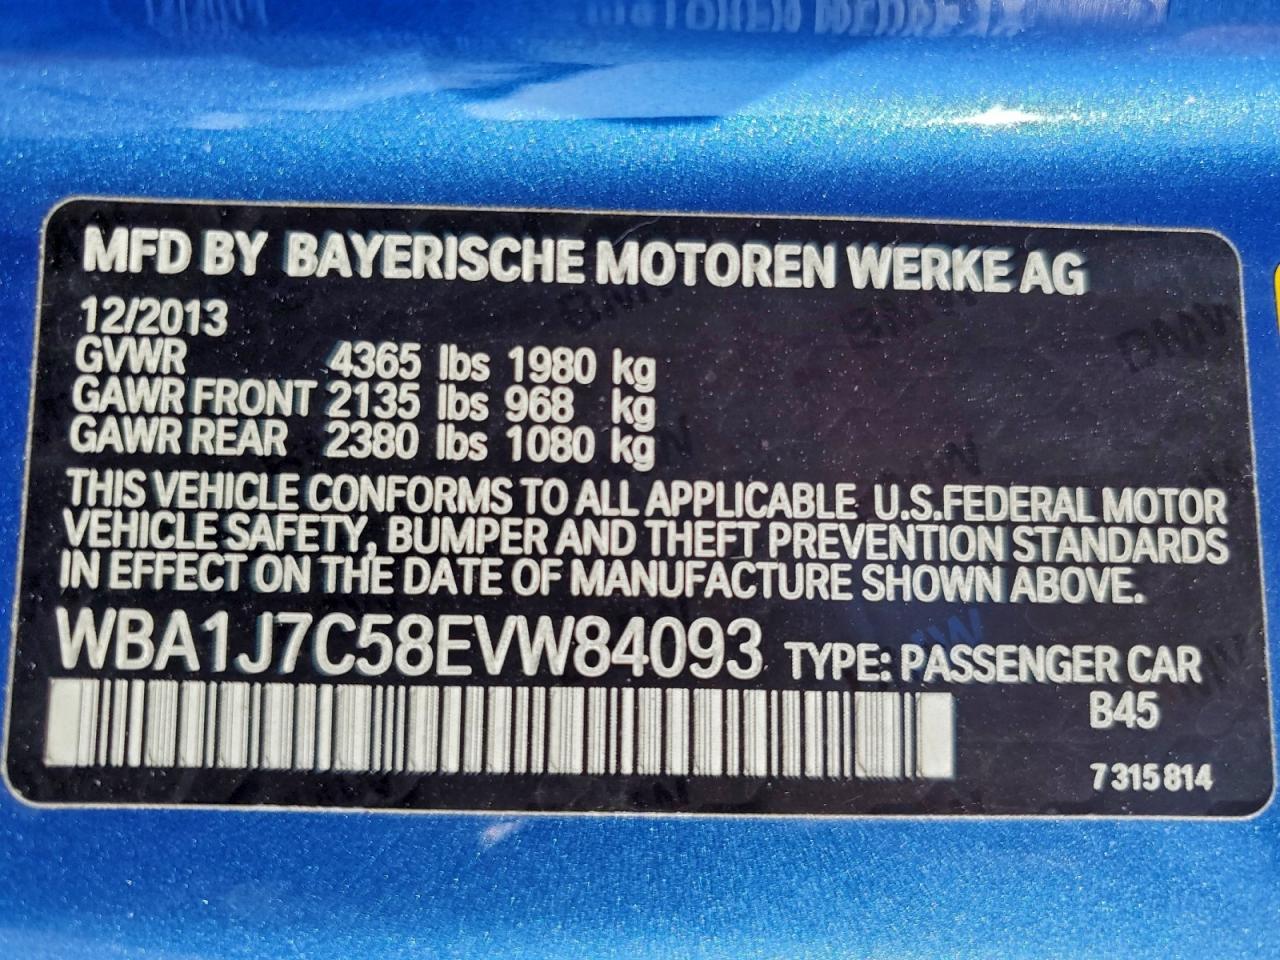 MFD BY BAYERISCHE MOTOREN WERKE AG
12/2013
GVWR 4365 lbs 1980 kg
GAWR FRONT 2135 lbs 968 kg
GAWR REAR 2380 lbs 1080 kg
THIS VEHICLE CONFORMS TO ALL APPLICABLE U.S.FEDERAL MOTOR
VEHICLE SAFETY, BUMPER AND THEFT PREVENTION STANDARDS
IN EFFECT ON THE DATE OF MANUFACTURE SHOWN ABOVE.
WBA1J7C58EVW84093 TYPE: PASSENGER CAR
B45
7 315 814